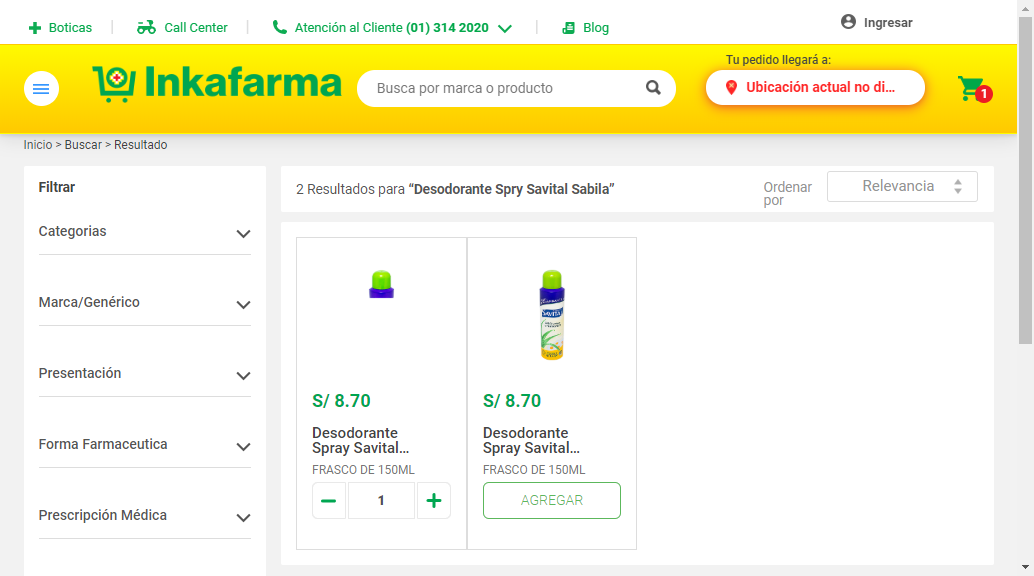 Boticas
Call Center
Atención al Cliente (01) 314 2020
Blog
Ingresar
Inkafarma
Busca por marca o producto
Tu pedido llegará a:
Ubicación actual no di...
1
Inicio > Buscar > Resultado
Filtrar
Categorias
Marca/Genérico
Presentación
Forma Farmaceutica
Prescripción Médica
2 Resultados para “Desodorante Spry Savital Sabila”
Ordenar
por
Relevancia
S/ 8.70
Desodorante
Spray Savital...
FRASCO DE 150ML
1
SAVITAL
S/ 8.70
Desodorante
Spray Savital...
FRASCO DE 150ML
AGREGAR